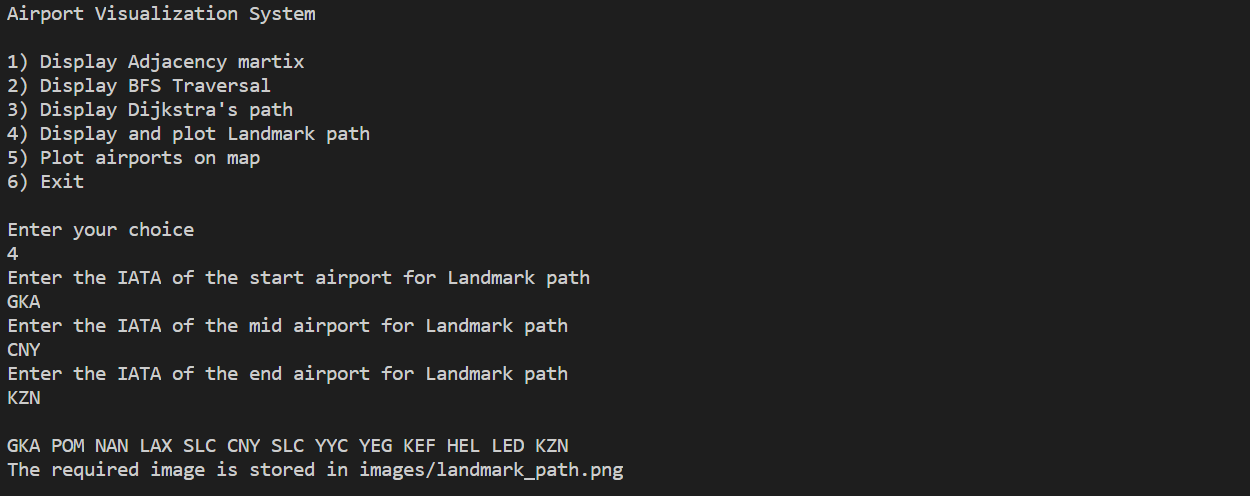 Airport Visualization System
1) Display Adjacency martix
2) Display BFS Traversal
3) Display Dijkstra's path
4) Display and plot Landmark path
5) Plot airports on map
6) Exit
Enter your choice
4
Enter the IATA of the start airport for Landmark path
GKA
Enter the IATA of the mid airport for Landmark path
CNY
Enter the IATA of the end airport for Landmark path
KZN
GKA POM NAN LAX SLC CNY SLC YYC YEG KEF HEL LED KZN
The required image is stored in images/landmark_path.png